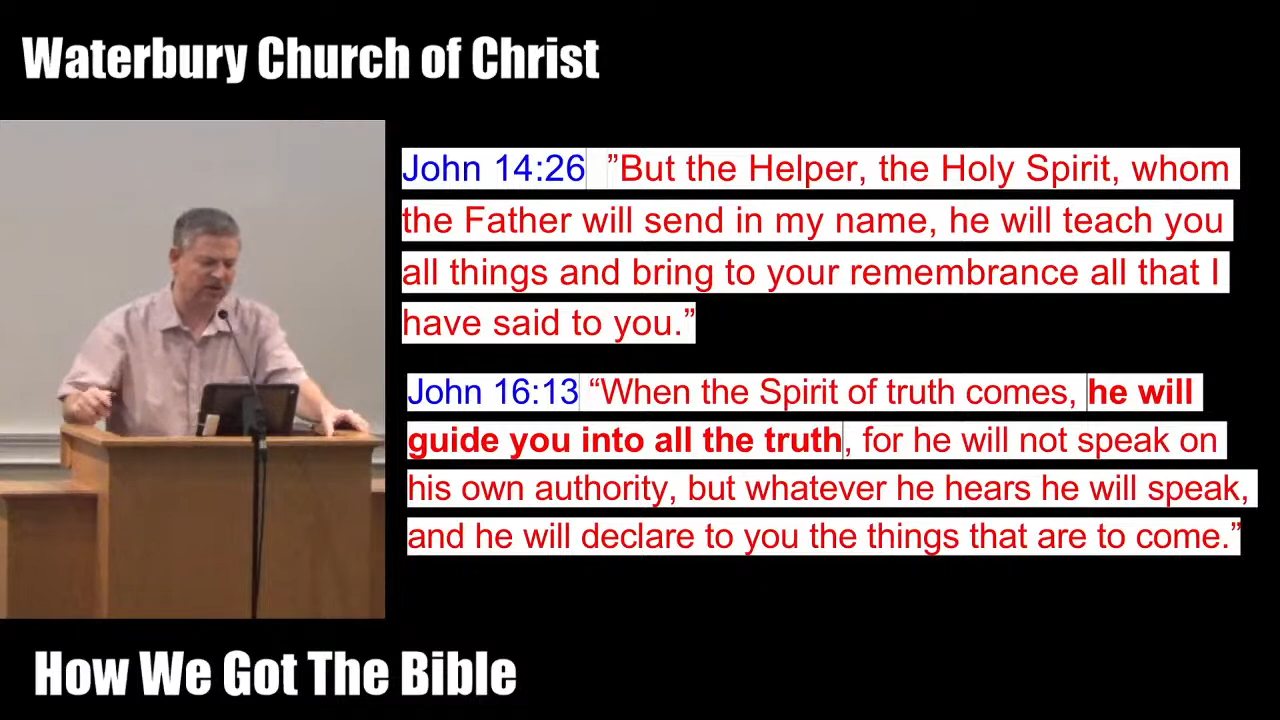 Waterbury Church of Christ
John 14:26 ”But the Helper, the Holy Spirit, whom
the Father will send in my name, he will teach you
all things and bring to your remembrance all that I
have said to you.”
John 16:13 “When the Spirit of truth comes, he will
guide you into all the truth, for he will not speak on
his own authority, but whatever he hears he will speak,
and he will declare to you the things that are to come.”
How We Got The Bible